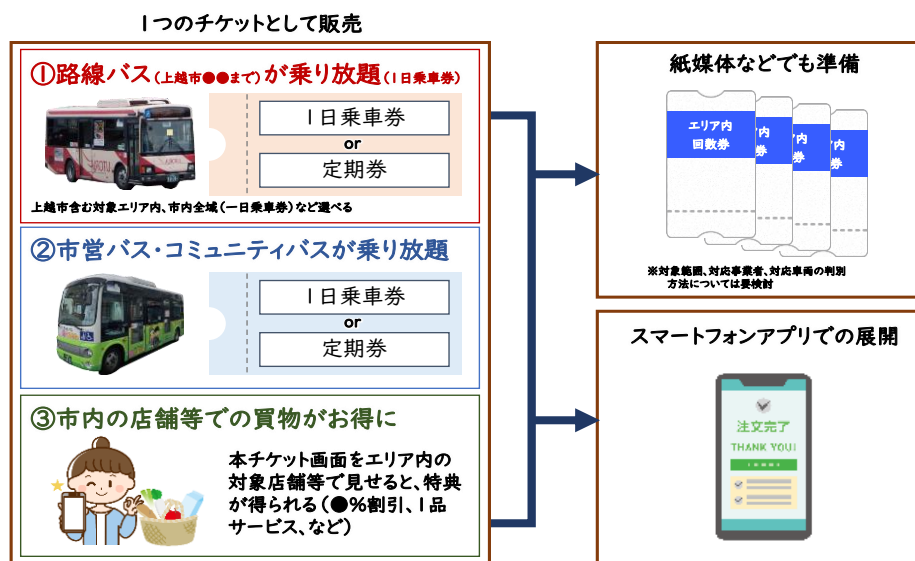 1つのチケットとして販売
①路線バス(上越市●●まで)が乗り放題(1日乗車券)
1日乗車券
or
定期券
上越市含む対象エリア内、市内全域(一日乗車券)など選べる
②市営バス・コミュニティバスが乗り放題
1日乗車券
or
定期券
③市内の店舗等での買物がお得に
本チケット画面をエリア内の
対象店舗等で見せると、特典
が得られる(●%割引、1品
サービス、など)
紙媒体などでも準備
エリア内
回数券
※対象範囲、対応事業者、対応車両の判別
方法については要検討
スマートフォンアプリでの展開
注文完了
THANK YOU!